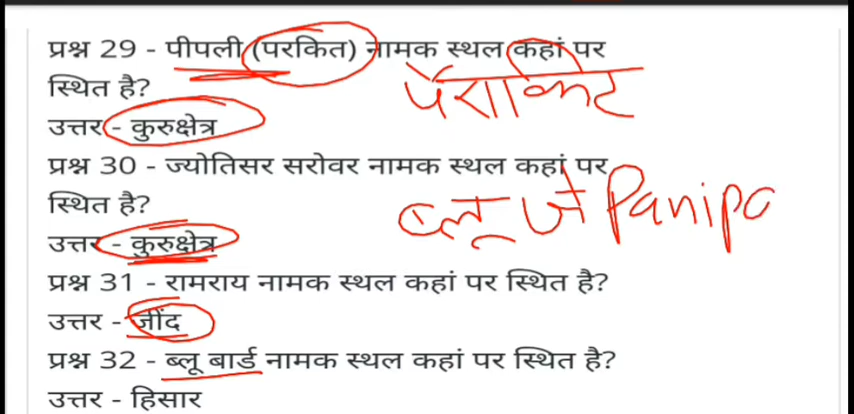 प्रश्न 29 - पीपली (परकित) नामक स्थल कहां पर
स्थित है?
पैराकिट
उत्तर - कुरुक्षेत्र
प्रश्न 30 - ज्योतिसर सरोवर नामक स्थल कहां पर
स्थित है?
ब्लू जे Panipa
उत्तर - कुरुक्षेत्र
प्रश्न 31 - रामराय नामक स्थल कहां पर स्थित है?
उत्तर - जींद
प्रश्न 32 - ब्लू बार्ड नामक स्थल कहां पर स्थित है?
उत्तर - हिसार